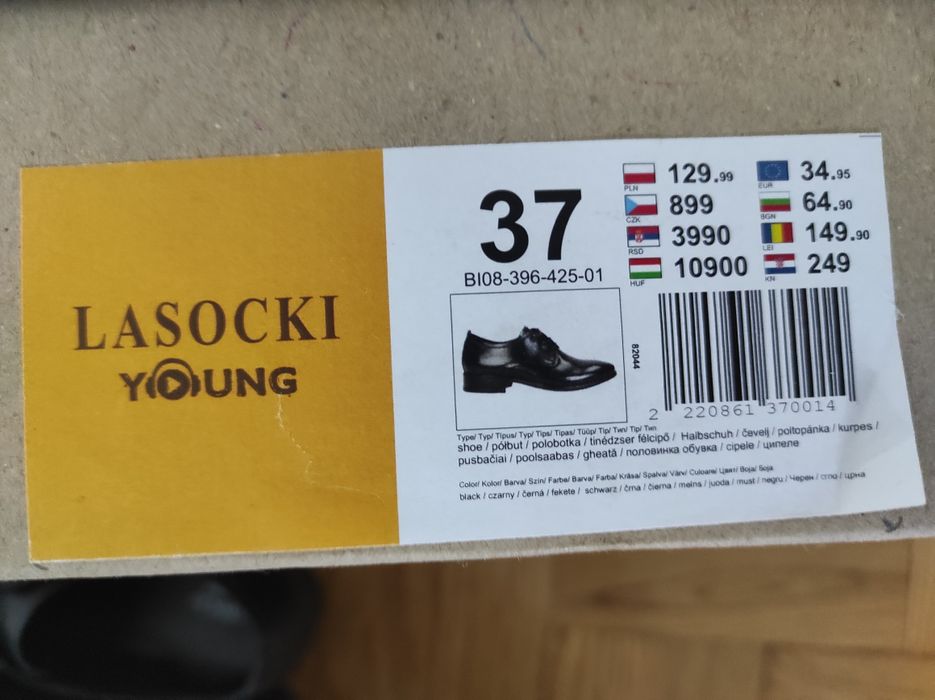 LASOCKI
YOUNG
37
BI08-396-425-01
PLN 129.99
EUR 34.95
CZK 899
BGN 64.90
RSD 3990
LEI 149.90
HUF 10900
KN 249
82044
2 220861 370014
Type/ Typ/ Típus/ Typ/ Tips/ Tipas/ Tüüp/ Tip/ Тип/ Tip/ Тип
shoe / półbut / polobotka / tinédzser félcipő / Halbschuh / čevelj / poltopánka / kurpes /
pusbačiai / poolsaabas / gheată / половинка обувка / cipele / ципеле
Color/ Kolor/ Barva/ Szín/ Farbe/ Barva/ Farba/ Krāsa/ Spalva/ Värv/ Culoare/ Цвят/ Boja/ Боја
black / czarny / černá / fekete / schwarz / črna / čierna / melns / juoda / must / negru / Черен / crno / црна